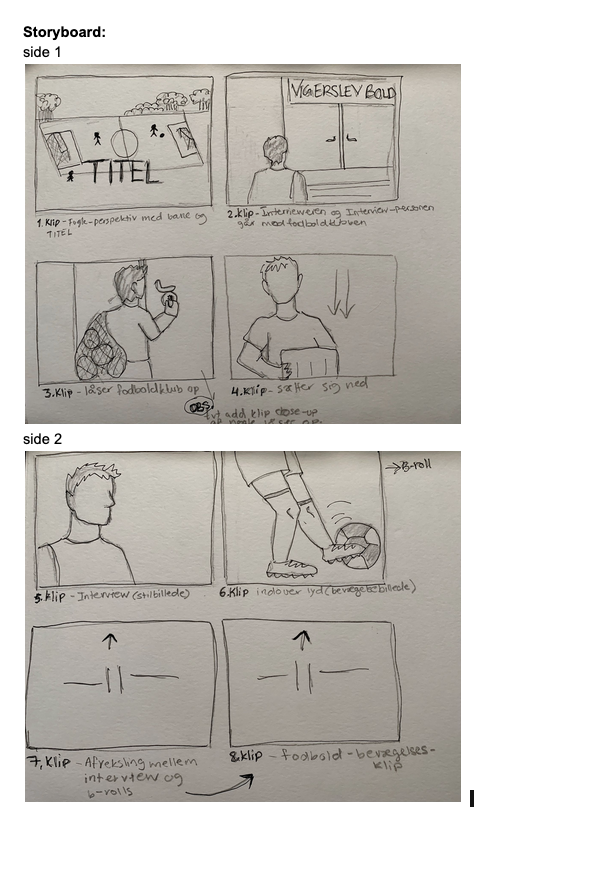 Storyboard:
side 1
TITEL
1. Klip - Fugle-perspektiv med bane og
TITEL
VIGERSLEV BOLD
2. Klip - Intervieweren og Interview-personen
går mod fodboldklubben
3. Klip - låser fodboldklub op
OBS
evt add klip close-up
af nøgle låser op.
4. Klip - sætter sig ned
side 2
5. Klip - Interview (stilbillede)
→ B-roll
6. Klip indover lyd (bevægebillede)
7, Klip - Afveksling mellem
interview og
b-rolls
8. klip - fodbold - bevægelses-
klip